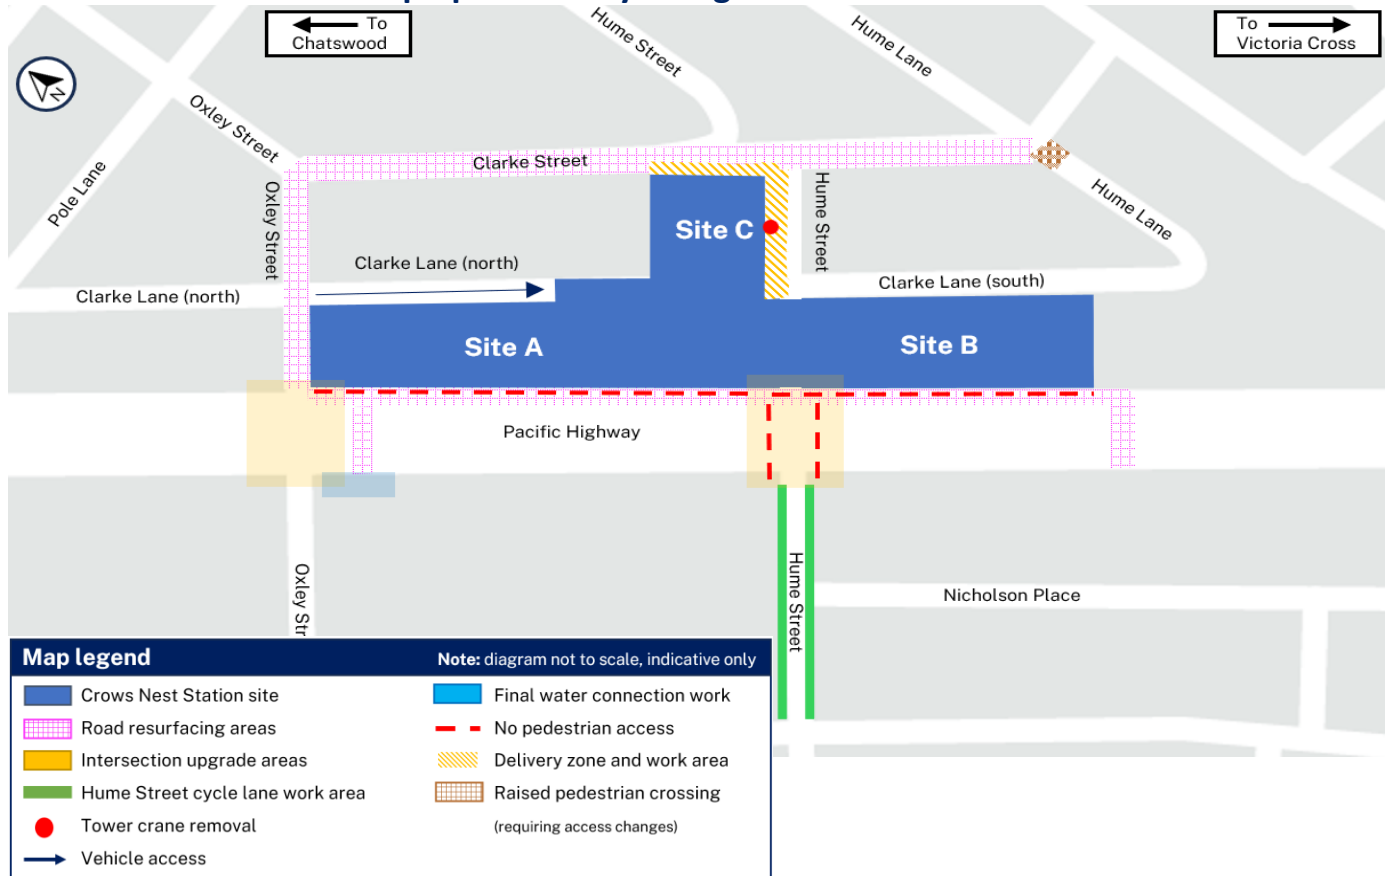 To
Chatswood
To
Victoria Cross
N
Hume Street
Hume Lane
Oxley Street
Clarke Street
Pole Lane
Oxley Street
Hume Street
Hume Lane
Site C
Clarke Lane (north)
Clarke Lane (north)
Clarke Lane (south)
Site A
Site B
Pacific Highway
Oxley Str
Hume Street
Nicholson Place
Map legend
Note: diagram not to scale, indicative only
Crows Nest Station site
Final water connection work
Road resurfacing areas
No pedestrian access
Intersection upgrade areas
Delivery zone and work area
Hume Street cycle lane work area
Raised pedestrian crossing
Tower crane removal
(requiring access changes)
Vehicle access